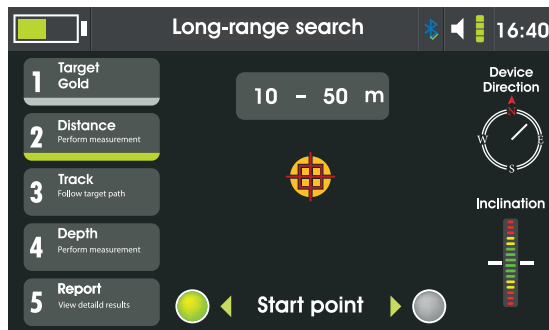 Long-range search
16:40
1 Target
Gold
2 Distance
Perform measurement
3 Track
Follow target path
4 Depth
Perform measurement
5 Report
View detaild results
10 - 50 m
Start point
Device
Direction
N
W E
S
Inclination